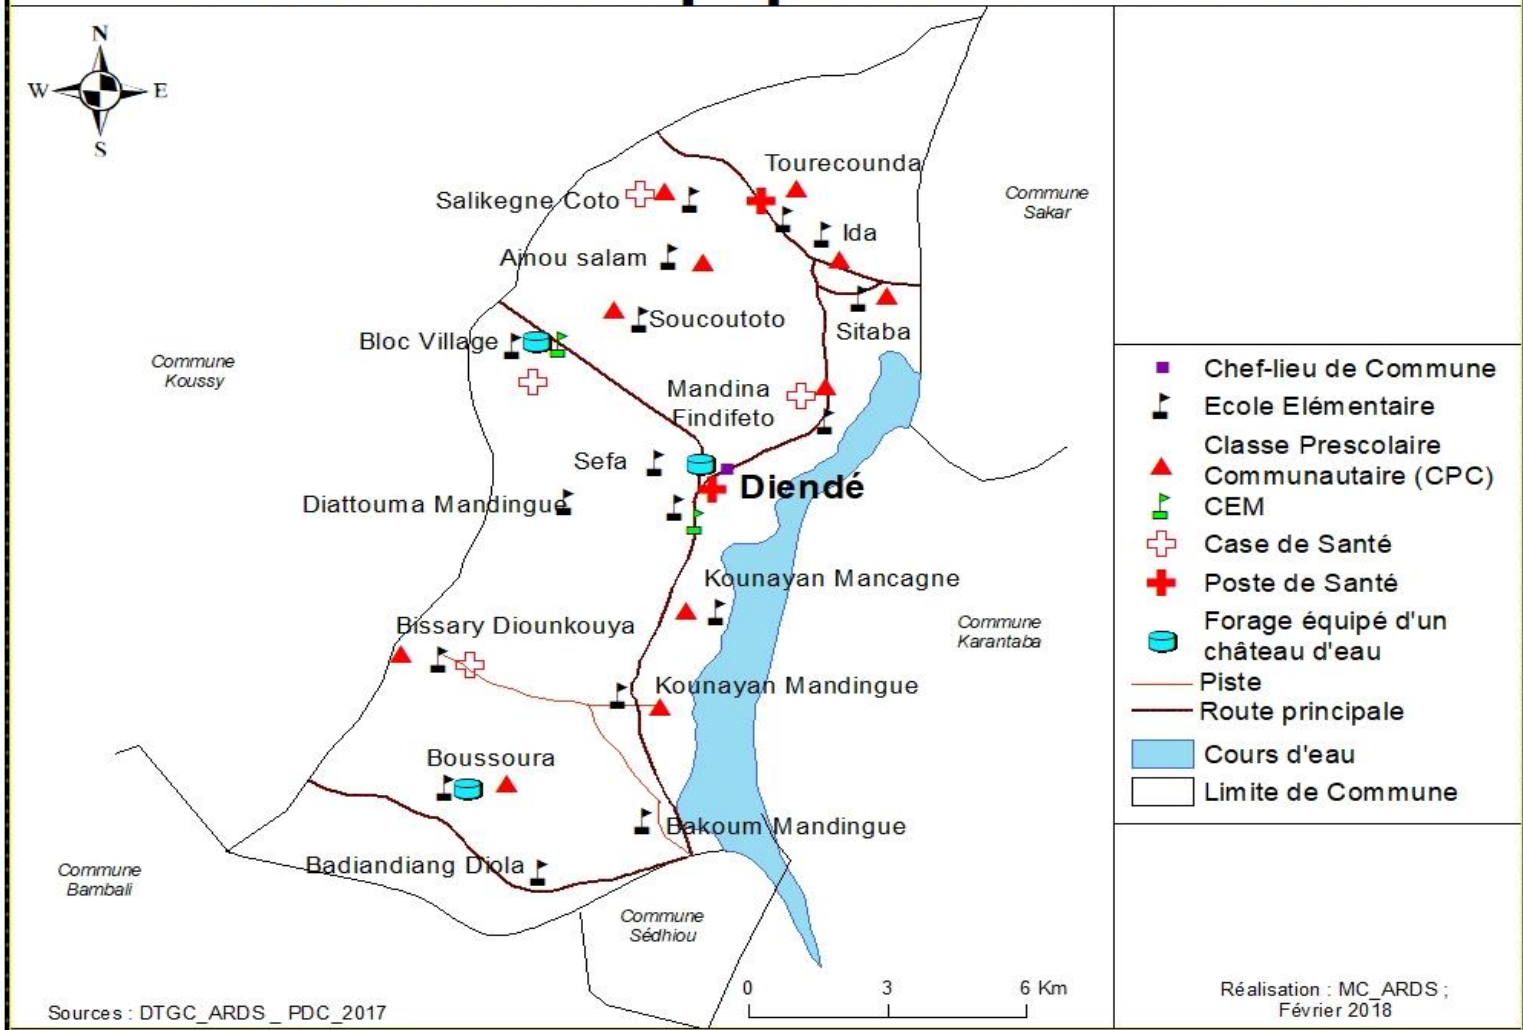 N
W
E
S
Tourecounda
Commune
Sakar
Salikegne Coto
Ida
Ainou salam
Soucoutoto
Sitaba
Bloc Village
Commune
Koussy
Mandina
Findifeto
Sefa
Diendé
Diattouma Mandingue
Kounayan Mancagne
Bissary Diounkouya
Commune
Karantaba
Kounayan Mandingue
Boussoura
Bakoum Mandingue
Badiandiang Diola
Commune
Bambali
Commune
Sédhiou
0 3 6 Km
Sources : DTGC_ARDS _ PDC_2017
Chef-lieu de Commune
Ecole Elémentaire
Classe Prescolaire
Communautaire (CPC)
CEM
Case de Santé
Poste de Santé
Forage équipé d'un
château d'eau
Piste
Route principale
Cours d'eau
Limite de Commune
Réalisation : MC_ARDS ;
Février 2018